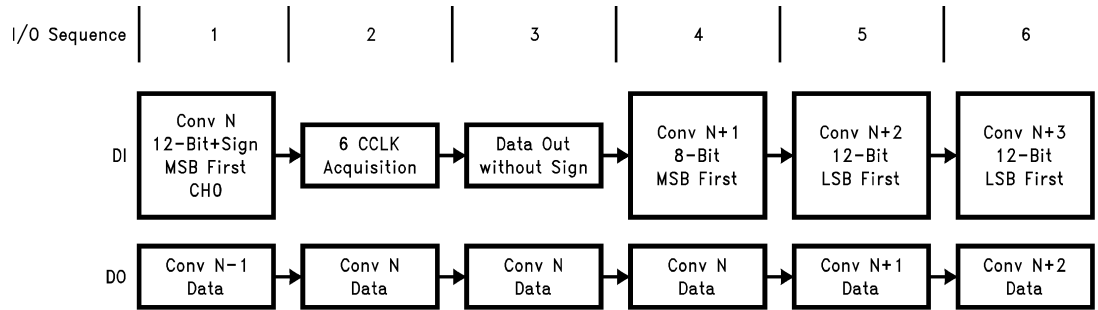 I/O Sequence 1 2 3 4 5 6
DI
Conv N
12-Bit+Sign
MSB First
CH0
6 CCLK
Acquisition
Data Out
without Sign
Conv N+1
8-Bit
MSB First
Conv N+2
12-Bit
LSB First
Conv N+3
12-Bit
LSB First
DO
Conv N-1
Data
Conv N
Data
Conv N
Data
Conv N
Data
Conv N+1
Data
Conv N+2
Data